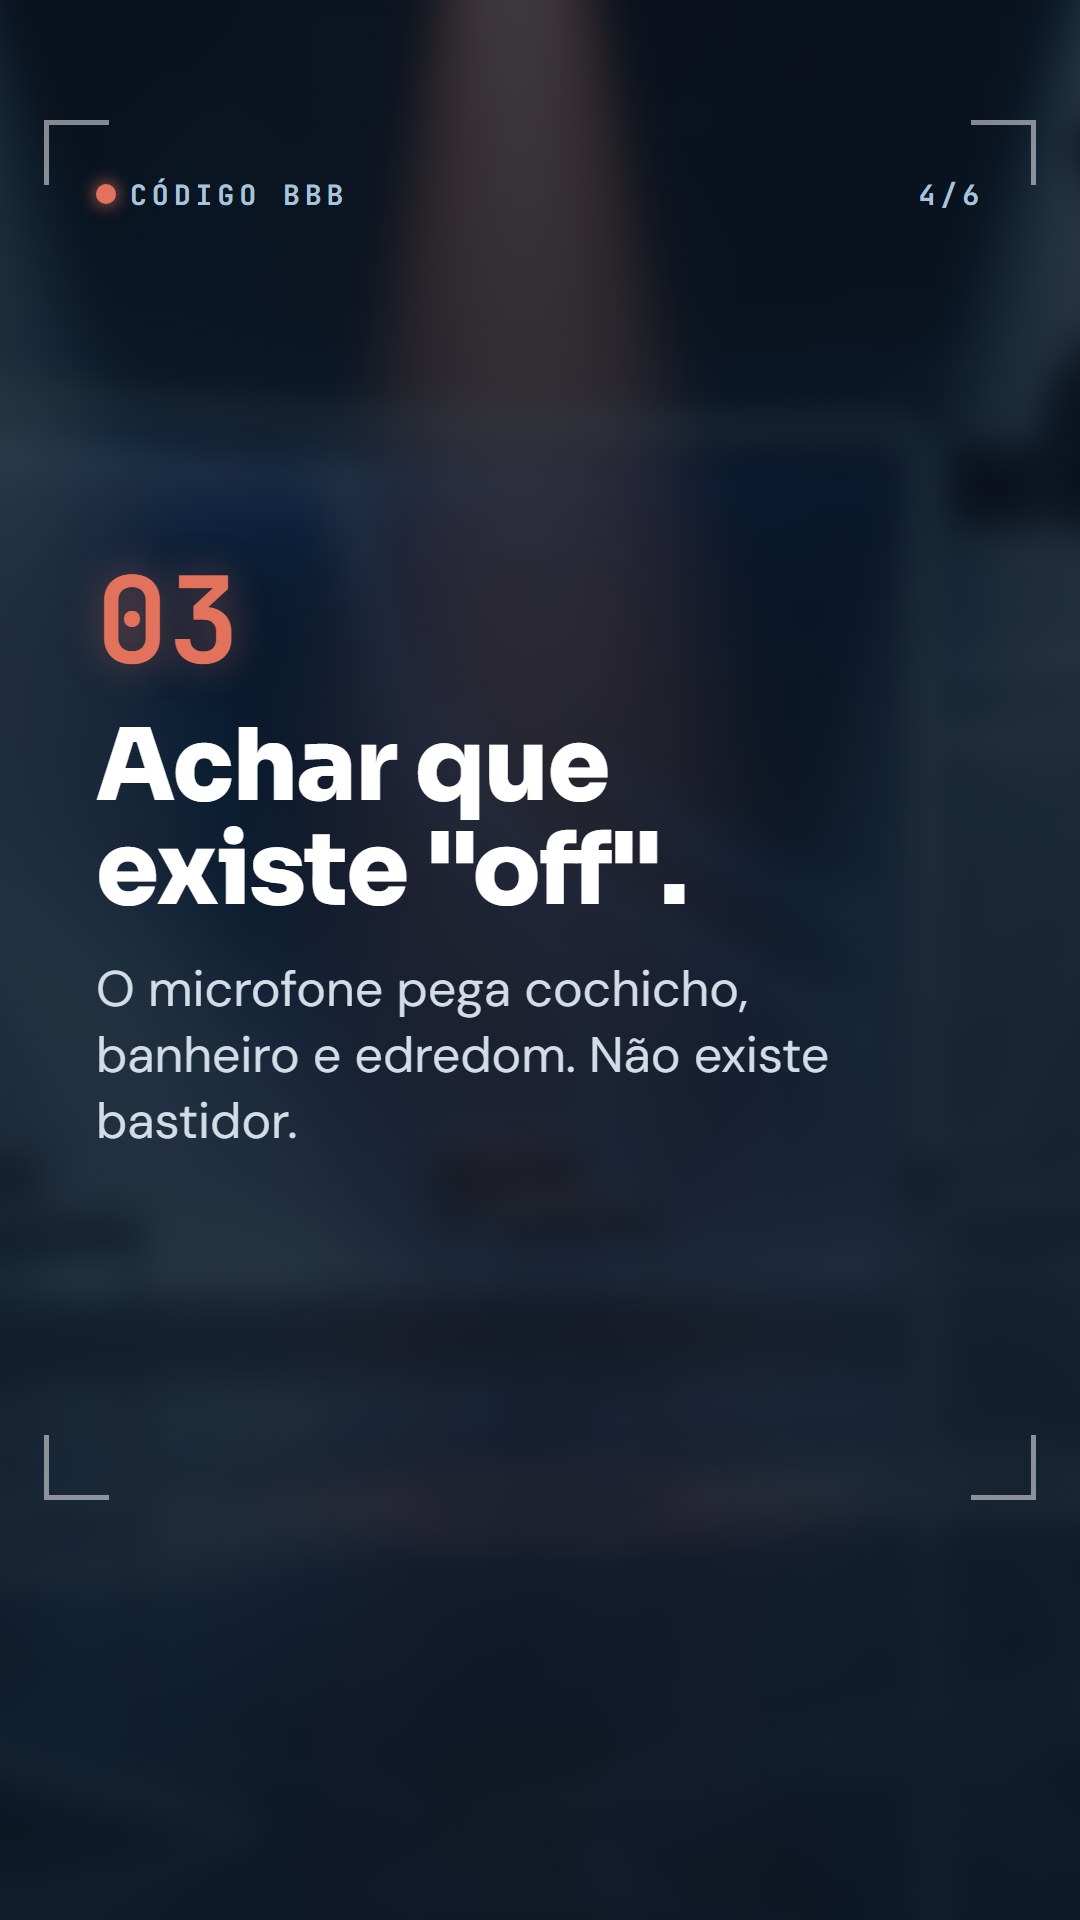 CÓDIGO BBB
4/6
03
Achar que
existe "off".
O microfone pega cochicho,
banheiro e edredom. Não existe
bastidor.